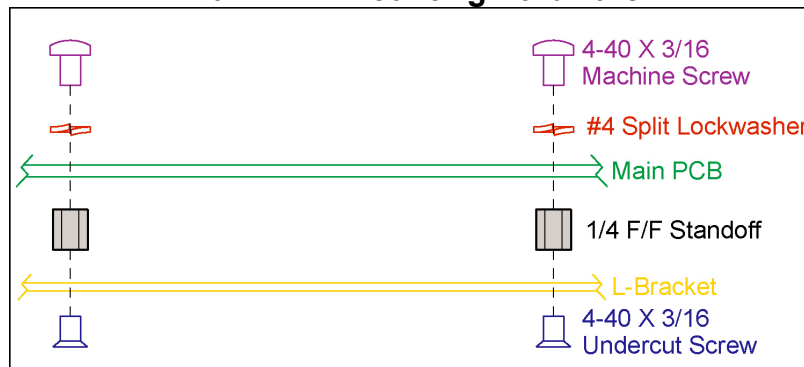 4-40 X 3/16
Machine Screw
#4 Split Lockwasher
Main PCB
1/4 F/F Standoff
L-Bracket
4-40 X 3/16
Undercut Screw